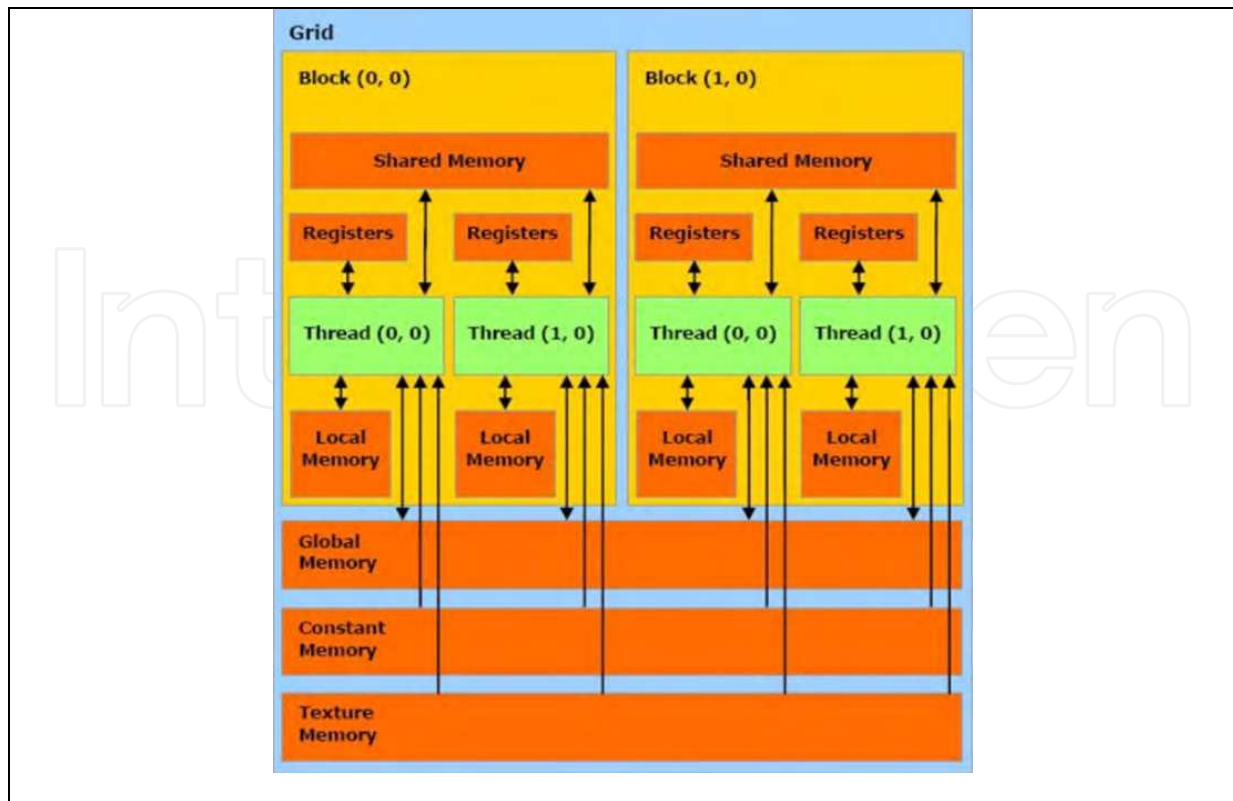 Grid
Block (0, 0)
Block (1, 0)
Shared Memory
Shared Memory
Registers
Registers
Registers
Registers
Thread (0, 0)
Thread (1, 0)
Thread (0, 0)
Thread (1, 0)
Local
Memory
Local
Memory
Local
Memory
Local
Memory
Global
Memory
Constant
Memory
Texture
Memory